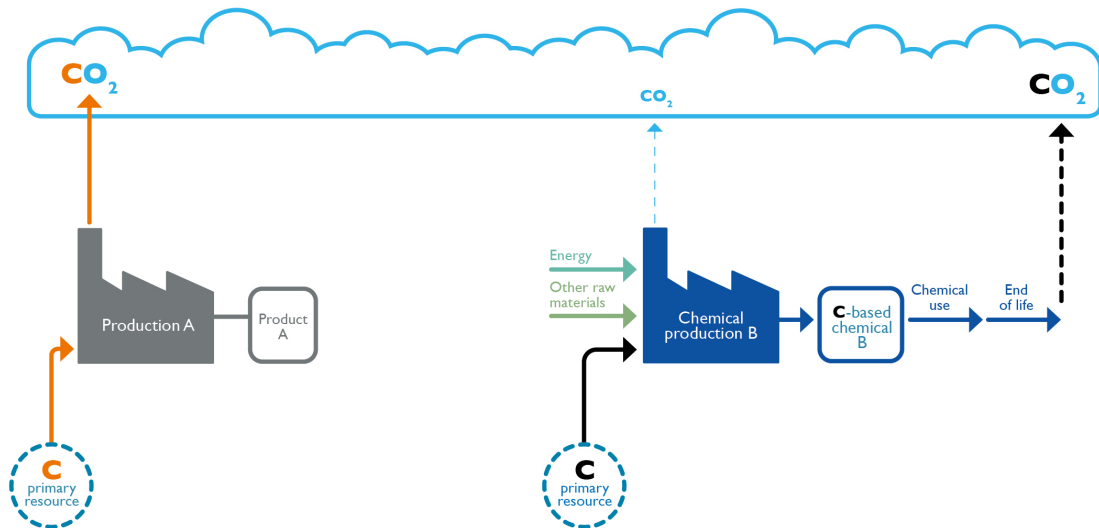 CO2
CO2
CO2
Energy
Other raw
materials
Production A
Product
A
Chemical
production B
C-based
chemical
B
Chemical
use
End
of life
C
primary
resource
C
primary
resource